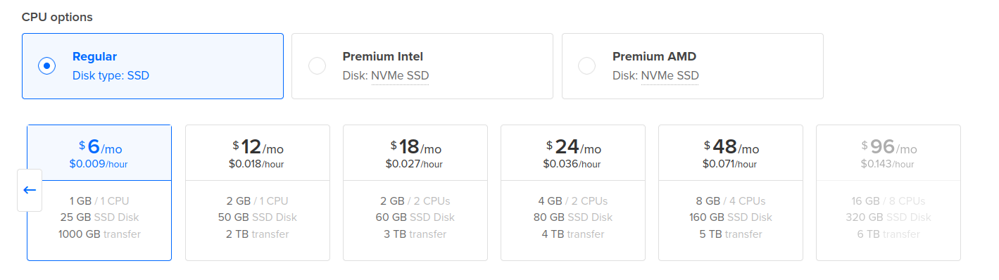 CPU options
Regular
Disk type: SSD
Premium Intel
Disk: NVMe SSD
Premium AMD
Disk: NVMe SSD
$ 6/mo
$0.009/hour
1 GB / 1 CPU
25 GB SSD Disk
1000 GB transfer
$ 12/mo
$0.018/hour
2 GB / 1 CPU
50 GB SSD Disk
2 TB transfer
$ 18/mo
$0.027/hour
2 GB / 2 CPUs
60 GB SSD Disk
3 TB transfer
$ 24/mo
$0.036/hour
4 GB / 2 CPUs
80 GB SSD Disk
4 TB transfer
$ 48/mo
$0.071/hour
8 GB / 4 CPUs
160 GB SSD Disk
5 TB transfer
$ 96/mo
$0.143/hour
16 GB / 8 CPUs
320 GB SSD Disk
6 TB transfer